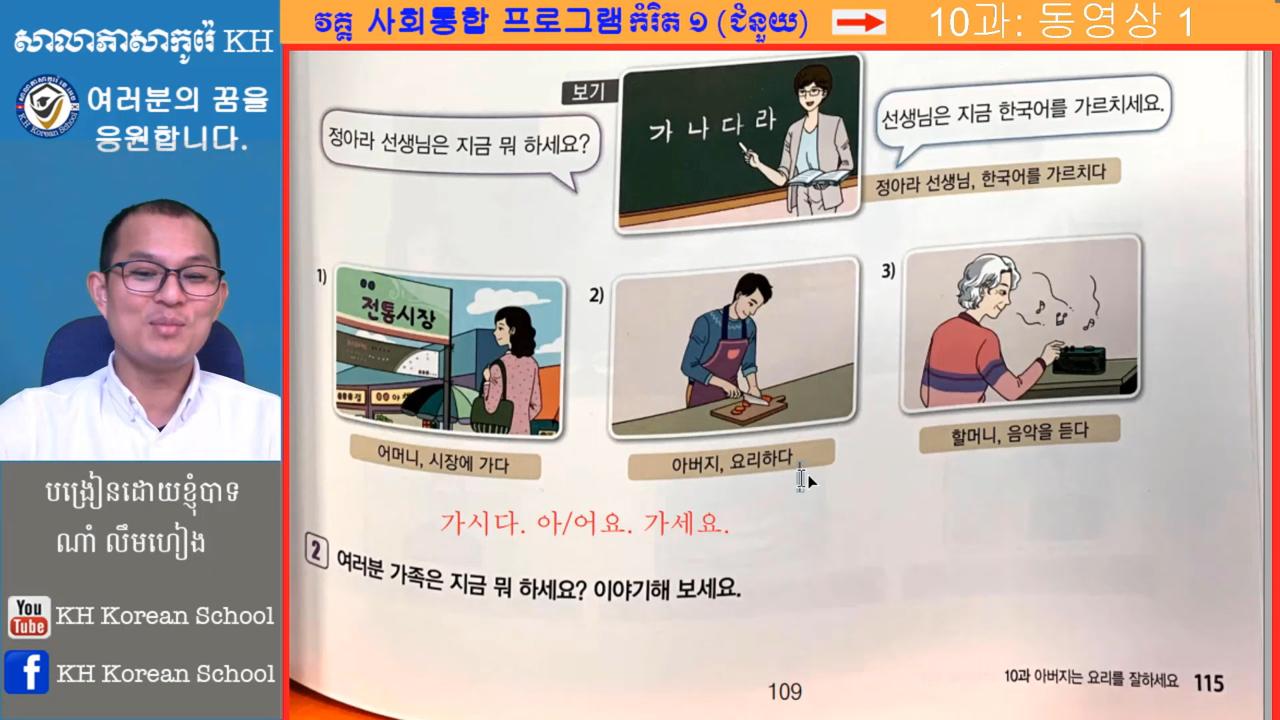 សាលាភាសាកូរ៉េ KH
여러분의 꿈을
응원합니다.
វគ្គ 사회통합 프로그램 កំរិត ១ (ជំនួយ)
10과: 동영상 1
보기
정아라 선생님은 지금 뭐 하세요?
가 나 다 라
선생님은 지금 한국어를 가르치세요.
정아라 선생님, 한국어를 가르치다
1)
전통시장
어머니, 시장에 가다
2)
아버지, 요리하다
3)
할머니, 음악을 듣다
가시다. 아/어요. 가세요.
2 여러분 가족은 지금 뭐 하세요? 이야기해 보세요.
10과 아버지는 요리를 잘하세요 115
109
បង្រៀនដោយខ្ញុំបាទ
ណាំ លឹមហៀង
You Tube KH Korean School
f KH Korean School